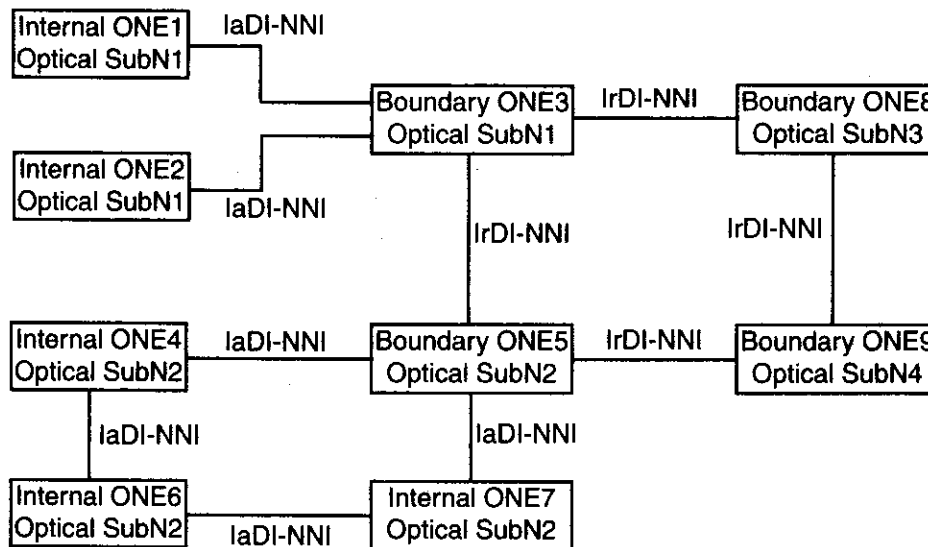 Internal ONE1
Optical SubN1
IaDI-NNI
Boundary ONE3
Optical SubN1
IrDI-NNI
Boundary ONE8
Optical SubN3
Internal ONE2
Optical SubN1
IaDI-NNI
IrDI-NNI
IrDI-NNI
Internal ONE4
Optical SubN2
IaDI-NNI
Boundary ONE5
Optical SubN2
IrDI-NNI
Boundary ONE9
Optical SubN4
IaDI-NNI
IaDI-NNI
Internal ONE6
Optical SubN2
IaDI-NNI
Internal ONE7
Optical SubN2